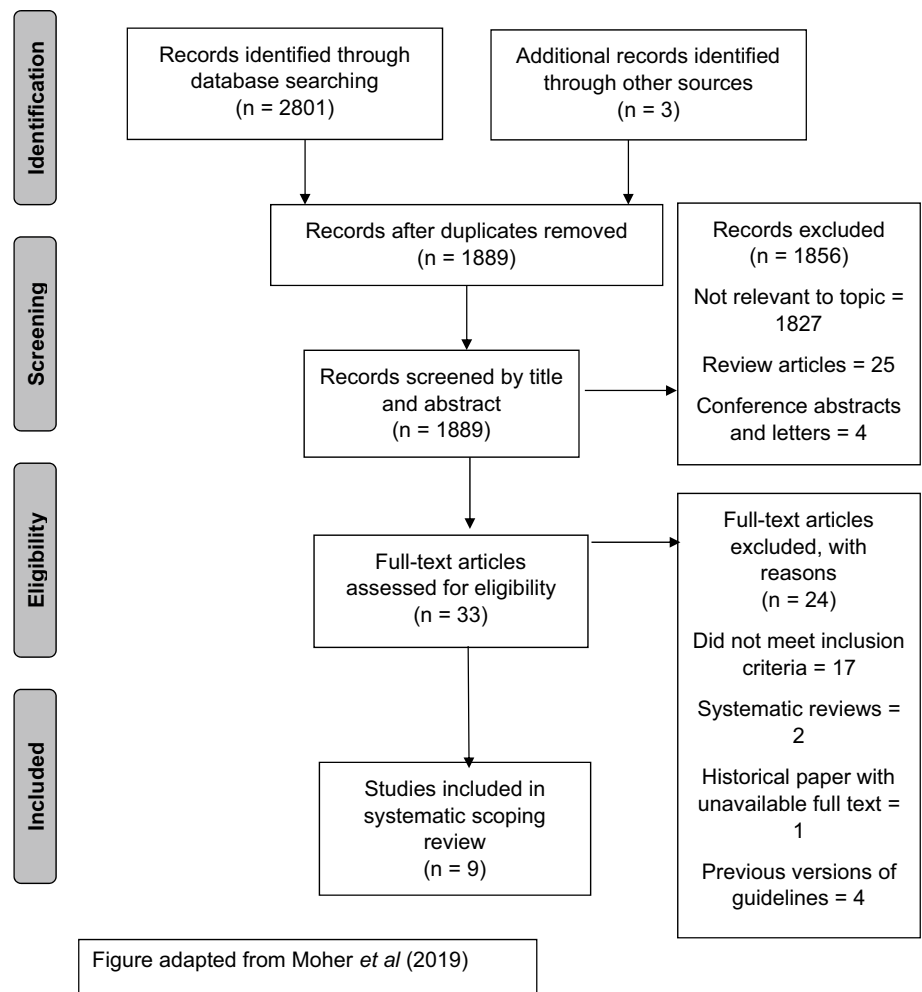 Identification
Records identified through
database searching
(n = 2801)
Additional records identified
through other sources
(n = 3)
Records after duplicates removed
(n = 1889)
Screening
Records screened by title
and abstract
(n = 1889)
Records excluded
(n = 1856)
Not relevant to topic =
1827
Review articles = 25
Conference abstracts
and letters = 4
Eligibility
Full-text articles
assessed for eligibility
(n = 33)
Full-text articles
excluded, with
reasons
(n = 24)
Did not meet inclusion
criteria = 17
Systematic reviews =
2
Historical paper with
unavailable full text =
1
Previous versions of
guidelines = 4
Included
Studies included in
systematic scoping
review
(n = 9)
Figure adapted from Moher et al (2019)